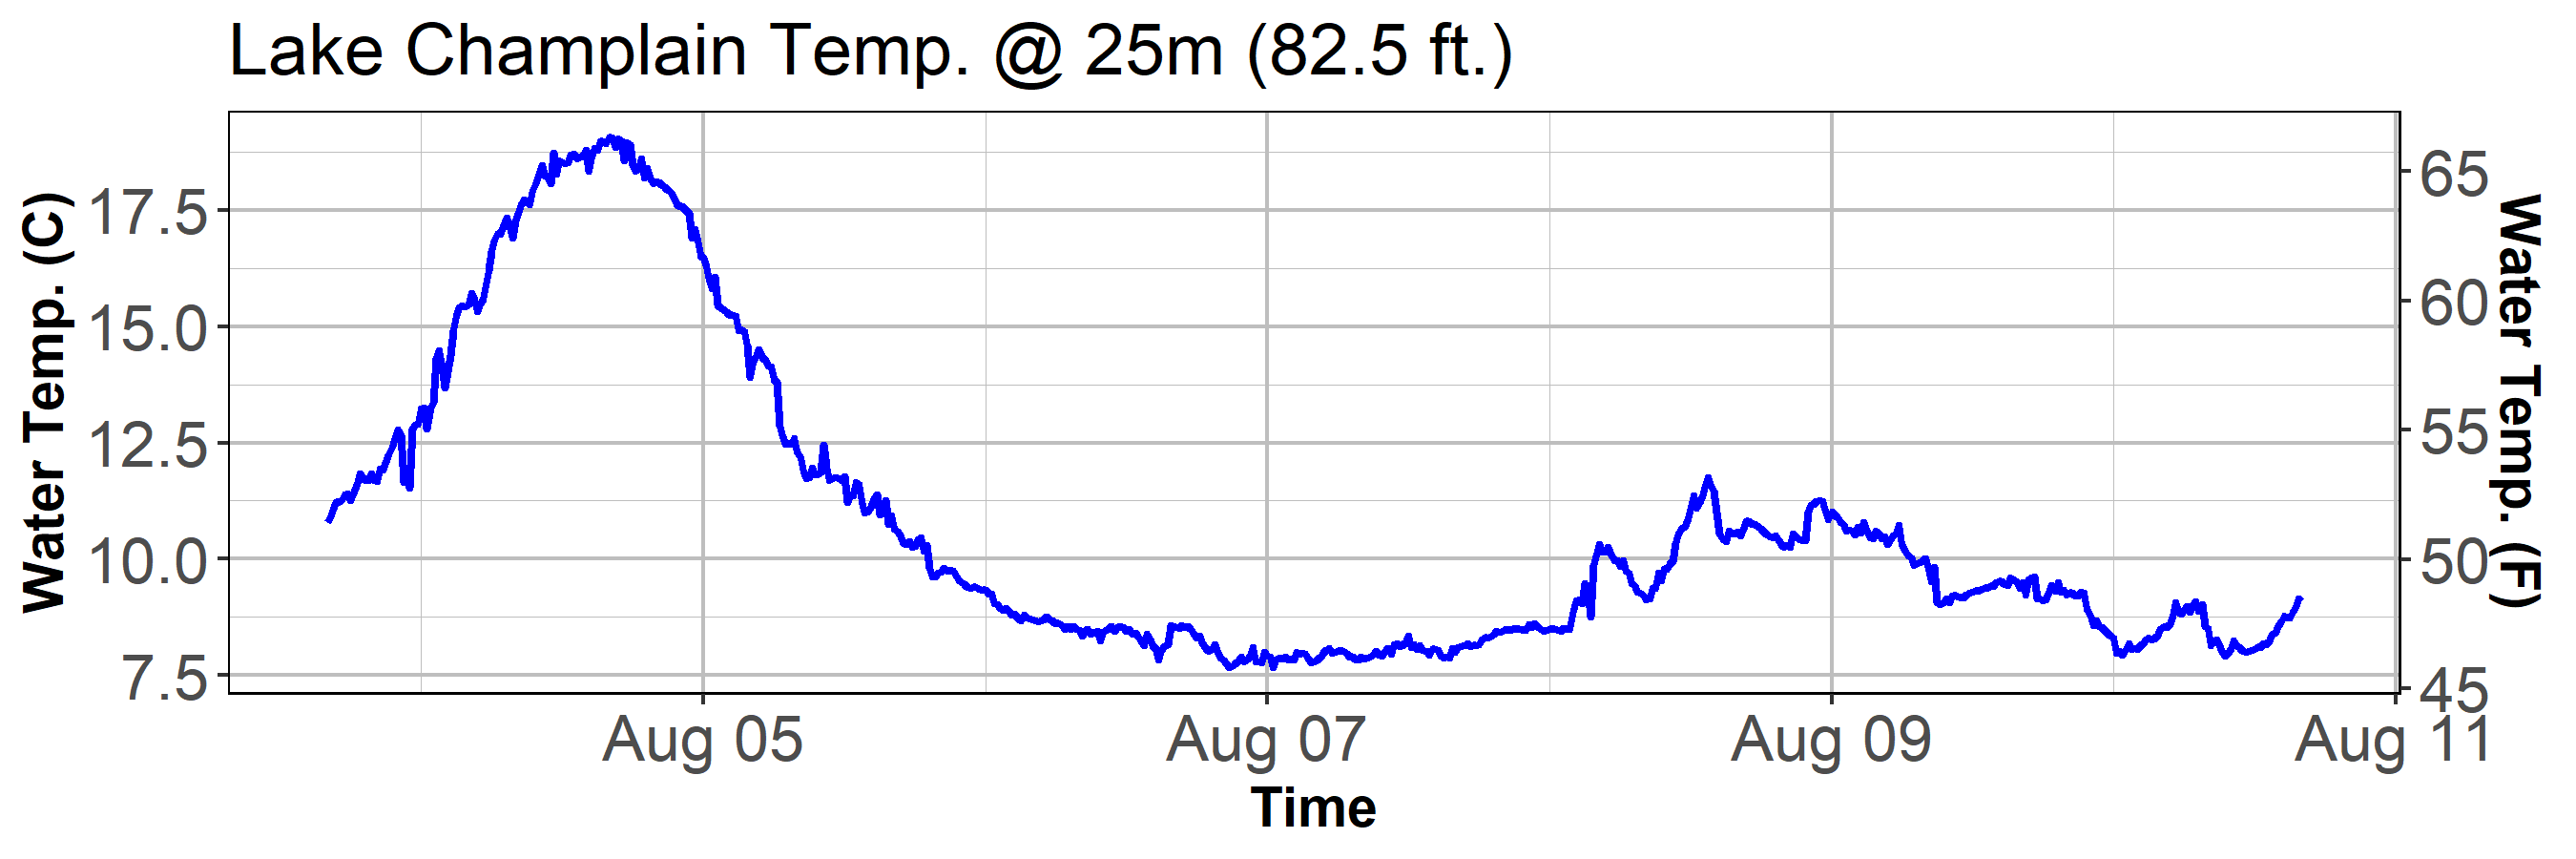 Lake Champlain Temp. @ 25m (82.5 ft.)
Water Temp. (C)
17.5
15.0
12.5
10.0
7.5
65
60
55
50
45
Water Temp. (F)
Aug 05
Aug 07
Aug 09
Aug 11
Time